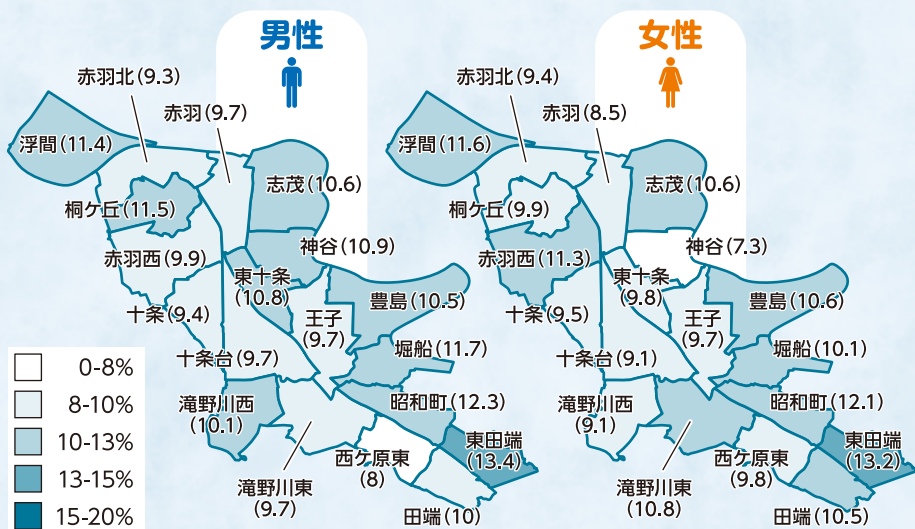 男性
赤羽北(9.3)
赤羽(9.7)
浮間(11.4)
志茂(10.6)
桐ケ丘(11.5)
神谷(10.9)
赤羽西(9.9)
東十条
(10.8)
豊島(10.5)
十条(9.4)
王子
(9.7)
堀船(11.7)
十条台(9.7)
滝野川西
(10.1)
昭和町(12.3)
東田端
(13.4)
西ケ原東
(8)
滝野川東
(9.7)
田端(10)
女性
赤羽北(9.4)
赤羽(8.5)
浮間(11.6)
志茂(10.6)
桐ケ丘(9.9)
神谷(7.3)
赤羽西(11.3)
東十条
(9.8)
豊島(10.6)
十条(9.5)
王子
(9.7)
堀船(10.1)
十条台(9.1)
滝野川西
(9.1)
昭和町(12.1)
東田端
(13.2)
西ケ原東
(9.8)
滝野川東
(10.8)
田端(10.5)
0-8%
8-10%
10-13%
13-15%
15-20%